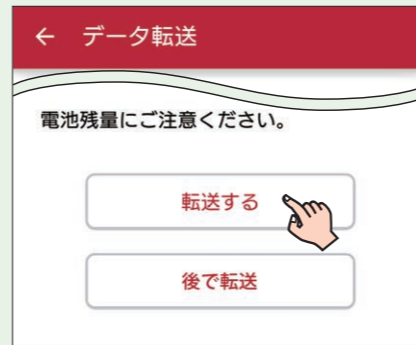 ← データ転送
電池残量にご注意ください。
転送する
後で転送